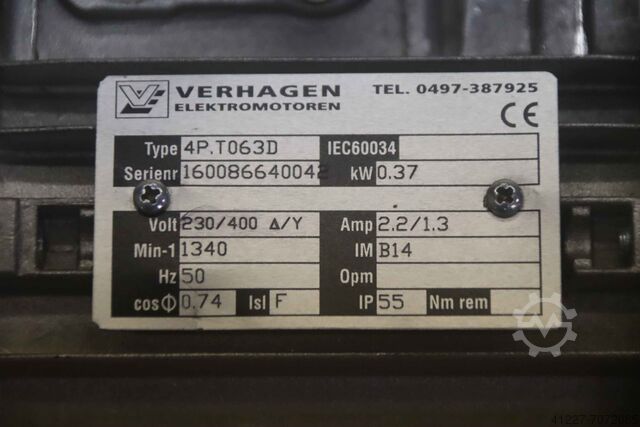 VERHAGEN TEL. 0497-387925
ELEKTROMOTOREN
CE
Type 4P.T063D IEC60034
Serienr 160086640042 kW 0.37
Volt 230/400 Δ/Y Amp 2.2/1.3
Min-1 1340 IM B14
Hz 50 Opm
cosΦ 0.74 Isl F IP 55 Nm rem